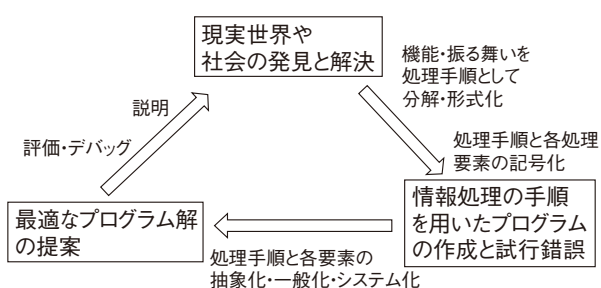 現実世界や
社会の発見と解決
機能・振る舞いを
処理手順として
分解・形式化
処理手順と各処理
要素の記号化
情報処理の手順
を用いたプログラム
の作成と試行錯誤
処理手順と各要素の
抽象化・一般化・システム化
最適なプログラム解
の提案
評価・デバッグ
説明